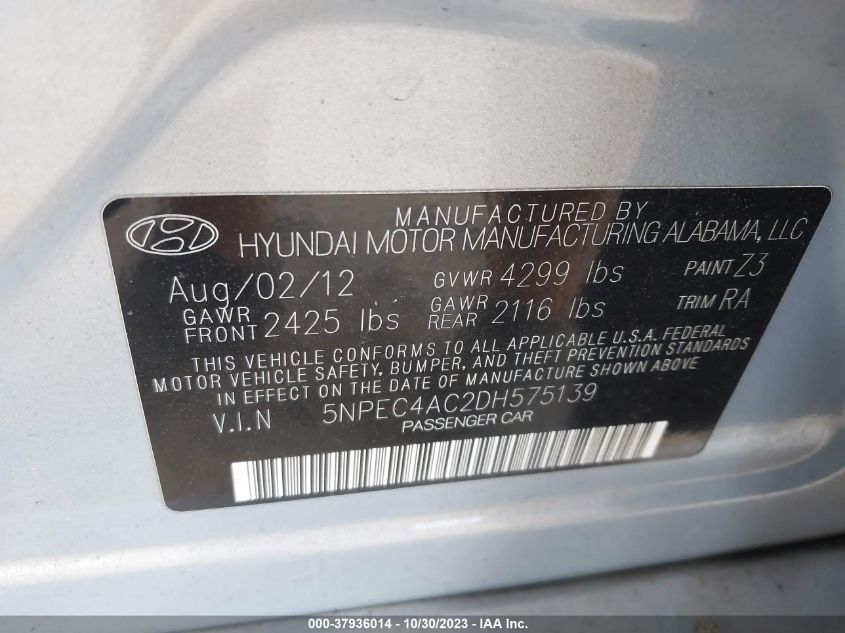 MANUFACTURED BY
HYUNDAI MOTOR MANUFACTURING ALABAMA, LLC
Aug/02/12 GVWR 4299 lbs PAINT Z3
GAWR FRONT 2425 lbs GAWR REAR 2116 lbs TRIM RA
THIS VEHICLE CONFORMS TO ALL APPLICABLE U.S.A. FEDERAL
MOTOR VEHICLE SAFETY, BUMPER, AND THEFT PREVENTION STANDARDS
IN EFFECT ON THE DATE OF MANUFACTURE SHOWN ABOVE
V.I.N 5NPEC4AC2DH575139
PASSENGER CAR
000-37936014 - 10/30/2023 - IAA Inc.